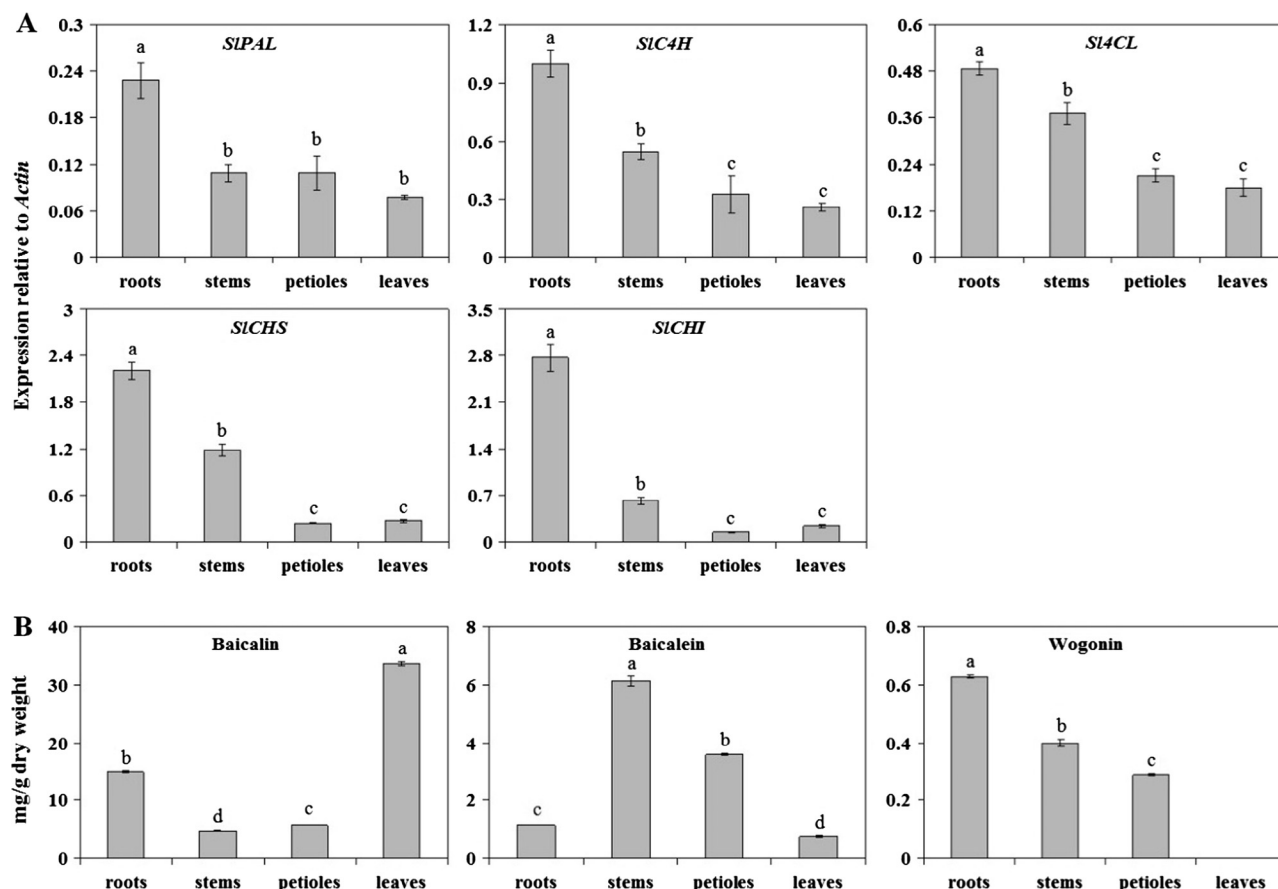 A
Expression relative to Actin
SlPAL
0.3
0.24
0.18
0.12
0.06
0
a
b
b
b
roots stems petioles leaves
SlC4H
1.2
0.9
0.6
0.3
0
a
b
c
c
roots stems petioles leaves
Sl4CL
0.6
0.48
0.36
0.24
0.12
0
a
b
c
c
roots stems petioles leaves
SlCHS
3
2.4
1.8
1.2
0.6
0
a
b
c
c
roots stems petioles leaves
SlCHI
3.5
2.8
2.1
1.4
0.7
0
a
b
c
c
roots stems petioles leaves
B
mg/g dry weight
Baicalin
40
30
20
10
0
b
d
c
a
roots stems petioles leaves
Baicalein
8
6
4
2
0
c
a
b
d
roots stems petioles leaves
Wogonin
0.8
0.6
0.4
0.2
0
a
b
c
roots stems petioles leaves